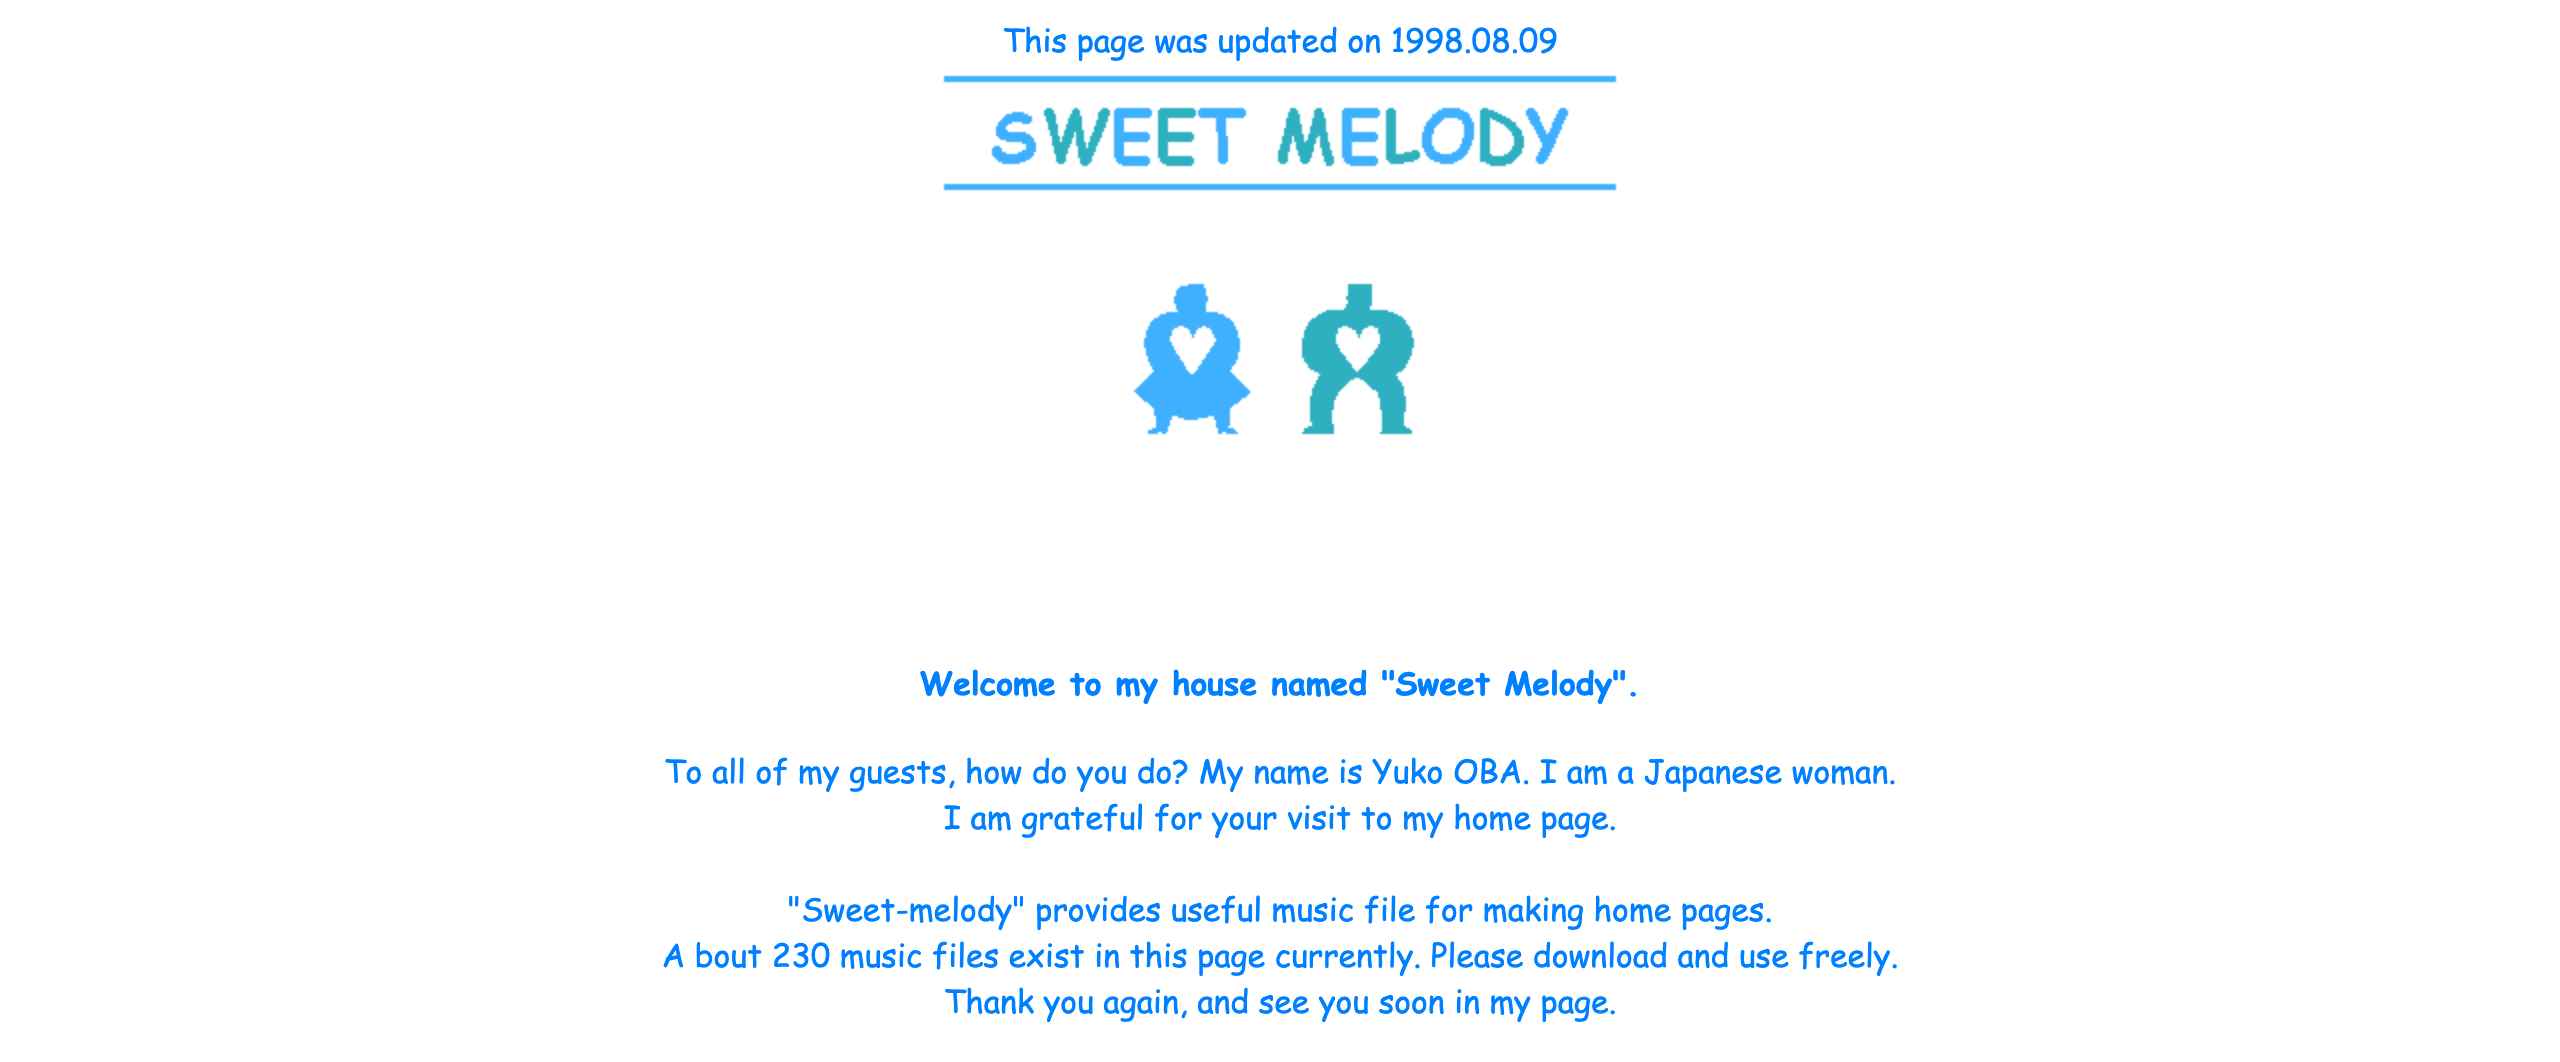 This page was updated on 1998.08.09
SWEET MELODY
Welcome to my house named "Sweet Melody".
To all of my guests, how do you do? My name is Yuko OBA. I am a Japanese woman.
I am grateful for your visit to my home page.
"Sweet-melody" provides useful music file for making home pages.
A bout 230 music files exist in this page currently. Please download and use freely.
Thank you again, and see you soon in my page.